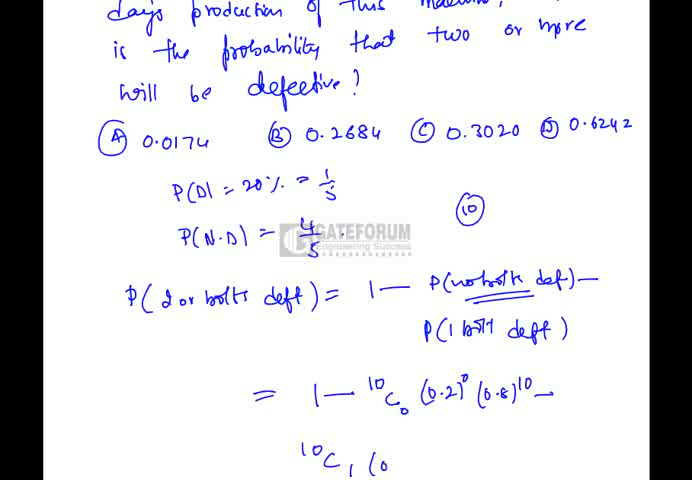 days production of this
is the probability that two or more
will be defective?
(A) 0.0174 (B) 0.2684 (C) 0.3020 (D) 0.6242
P(D) = 20% = 1/5
(10)
P(N.D) = 4/5
GATEFORUM
Engineering Success
P(2 or bolts deft) = 1 — P(no bolt def) —
P(1 bolt deft)
= 1 — ¹⁰C₀ (0.2)⁰ (0.8)¹⁰ —
¹⁰C₁ (0